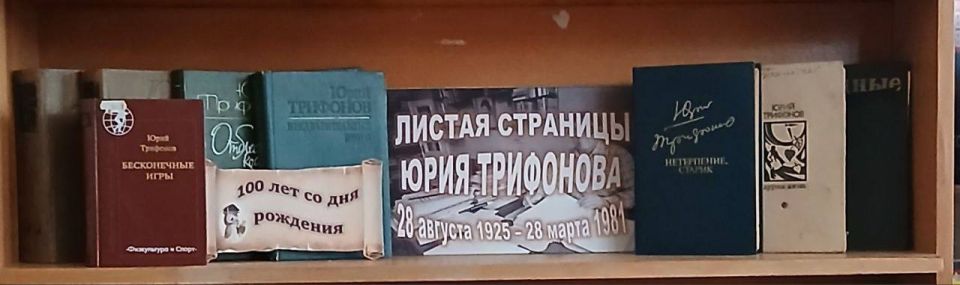 Юрий
Трифонов
БЕСКОНЕЧНЫЕ
ИГРЫ
«Физкультура и Спорт»
100 лет со дня
рождения
Юрий
ТРИФОНОВ
ЛИСТАЯ СТРАНИЦЫ
ЮРИЯ ТРИФОНОВА
28 августа 1925 – 28 марта 1981
Юрий
Трифонов
НЕТЕРПЕНИЕ.
СТАРИК
ЮРИЙ
ТРИФОНОВ